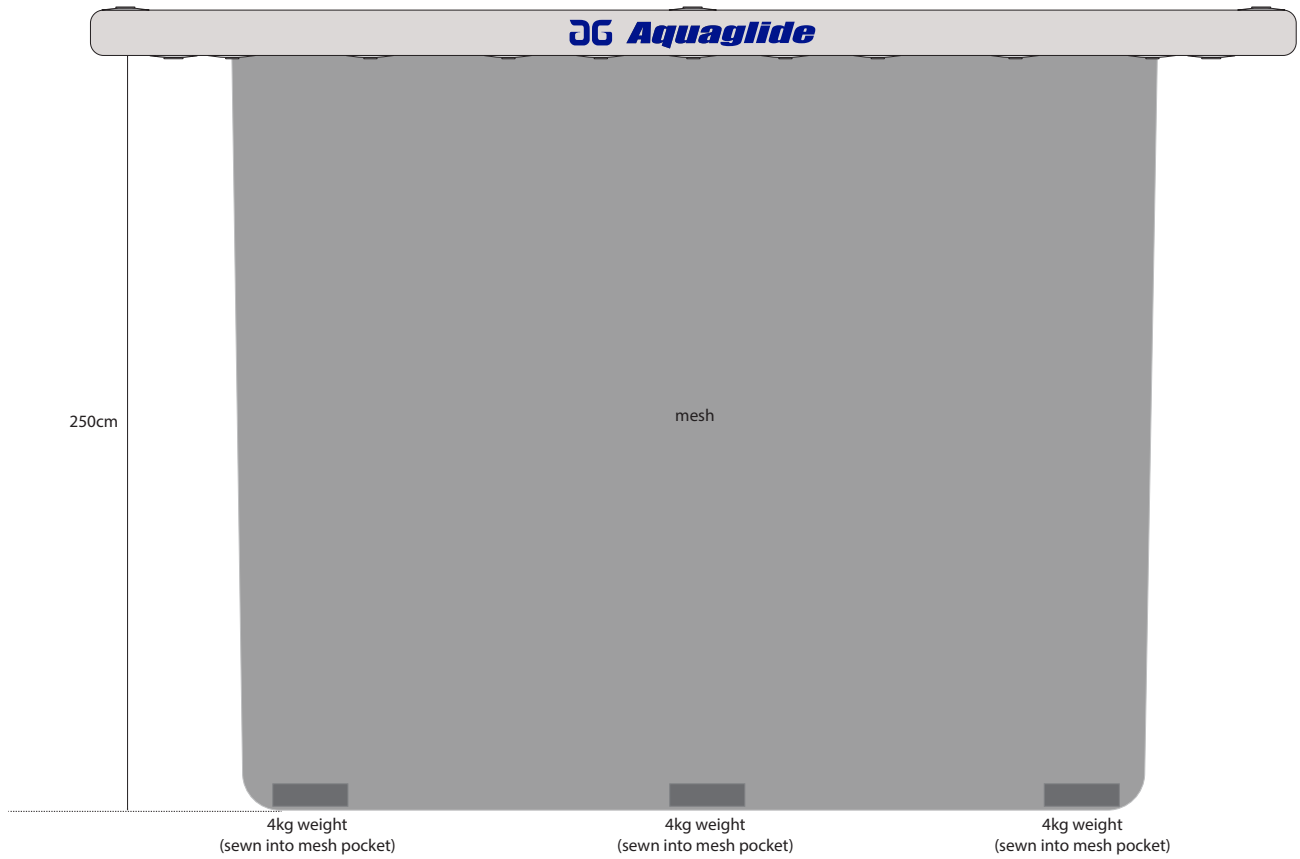 Aquaglide
250cm
mesh
4kg weight
(sewn into mesh pocket)
4kg weight
(sewn into mesh pocket)
4kg weight
(sewn into mesh pocket)